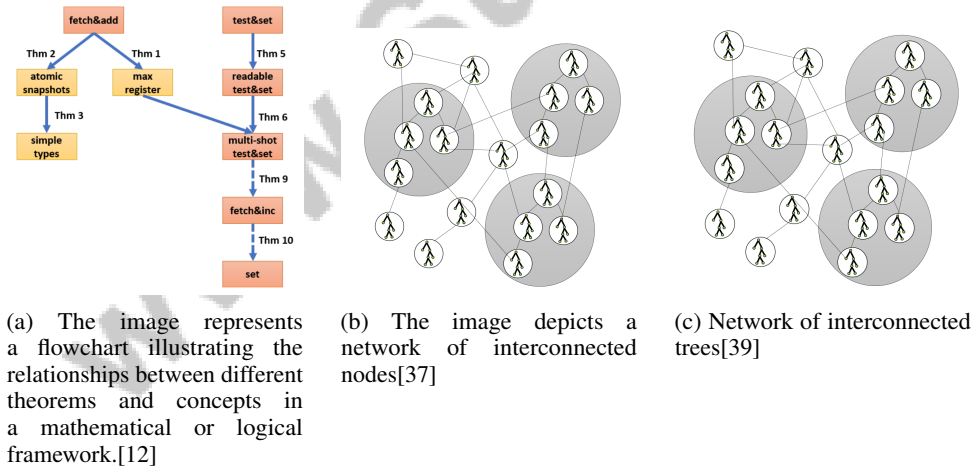 fetch&add
test&set
Thm 2
Thm 1
Thm 5
atomic
snapshots
max
register
readable
test&set
Thm 3
Thm 6
simple
types
multi-shot
test&set
Thm 9
fetch&inc
Thm 10
set
(a) The image represents
a flowchart illustrating the
relationships between different
theorems and concepts in
a mathematical or logical
framework.[12]
(b) The image depicts a
network of interconnected
nodes[37]
(c) Network of interconnected
trees[39]